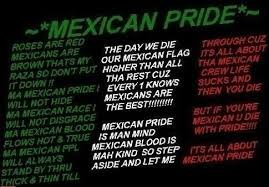 ~*MEXICAN PRIDE*~
ROSES ARE RED
MEXICANS ARE
BROWN THATS MY
RAZA SO DON'T PUT
IT DOWN !!
MA MEXICAN PRIDE I
WILL NOT HIDE
MA MEXICAN RACE I
WILL NOT DISGRACE
MA MEXICAN BLOOD
FLOWS HOT & TRUE
MA MEXICAN PPL
WILL ALWAYS
STAND BY THRU
THICK & THIN TILL
THE DAY WE DIE
OUR MEXICAN FLAG
HIGHER THAN ALL
THA REST CUZ
EVERY 1 KNOWS
MEXICANS ARE
THE BEST!!!!!!!!!
MEXICAN PRIDE
IS MAN MIND
MEXICAN BLOOD IS
MAH KIND SO STEP
ASIDE AND LET ME
THROUGH CUZ
IT'S ALL ABOUT
THA MEXICAN
CREW LIFE
SUCKS AND
THEN YOU DIE
BUT IF YOU'RE
MEXICAN U DIE
WITH PRIDE!!!!
IT'S ALL ABOUT
MEXICAN PRIDE